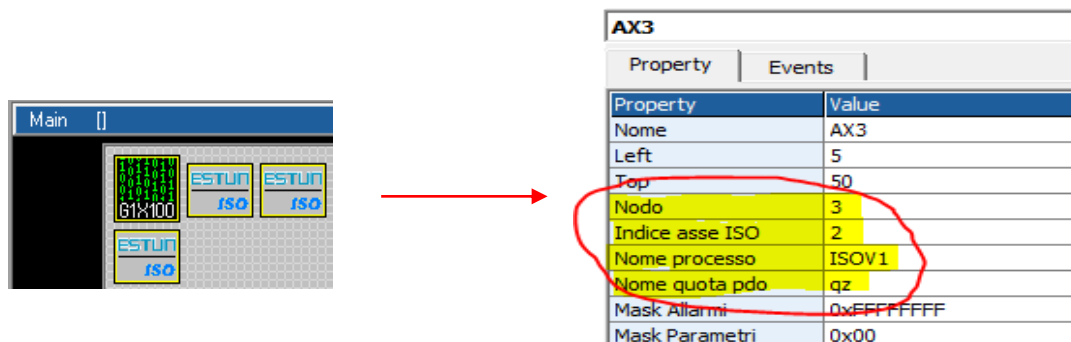 Main []
G1X100
ESTUN
ISO
ESTUN
ISO
ESTUN
ISO
AX3
Property Events
Property Value
Nome AX3
Left 5
Top 50
Nodo 3
Indice asse ISO 2
Nome processo ISOV1
Nome quota pdo qz
Mask Allarmi 0xFFFFFFFF
Mask Parametri 0x00